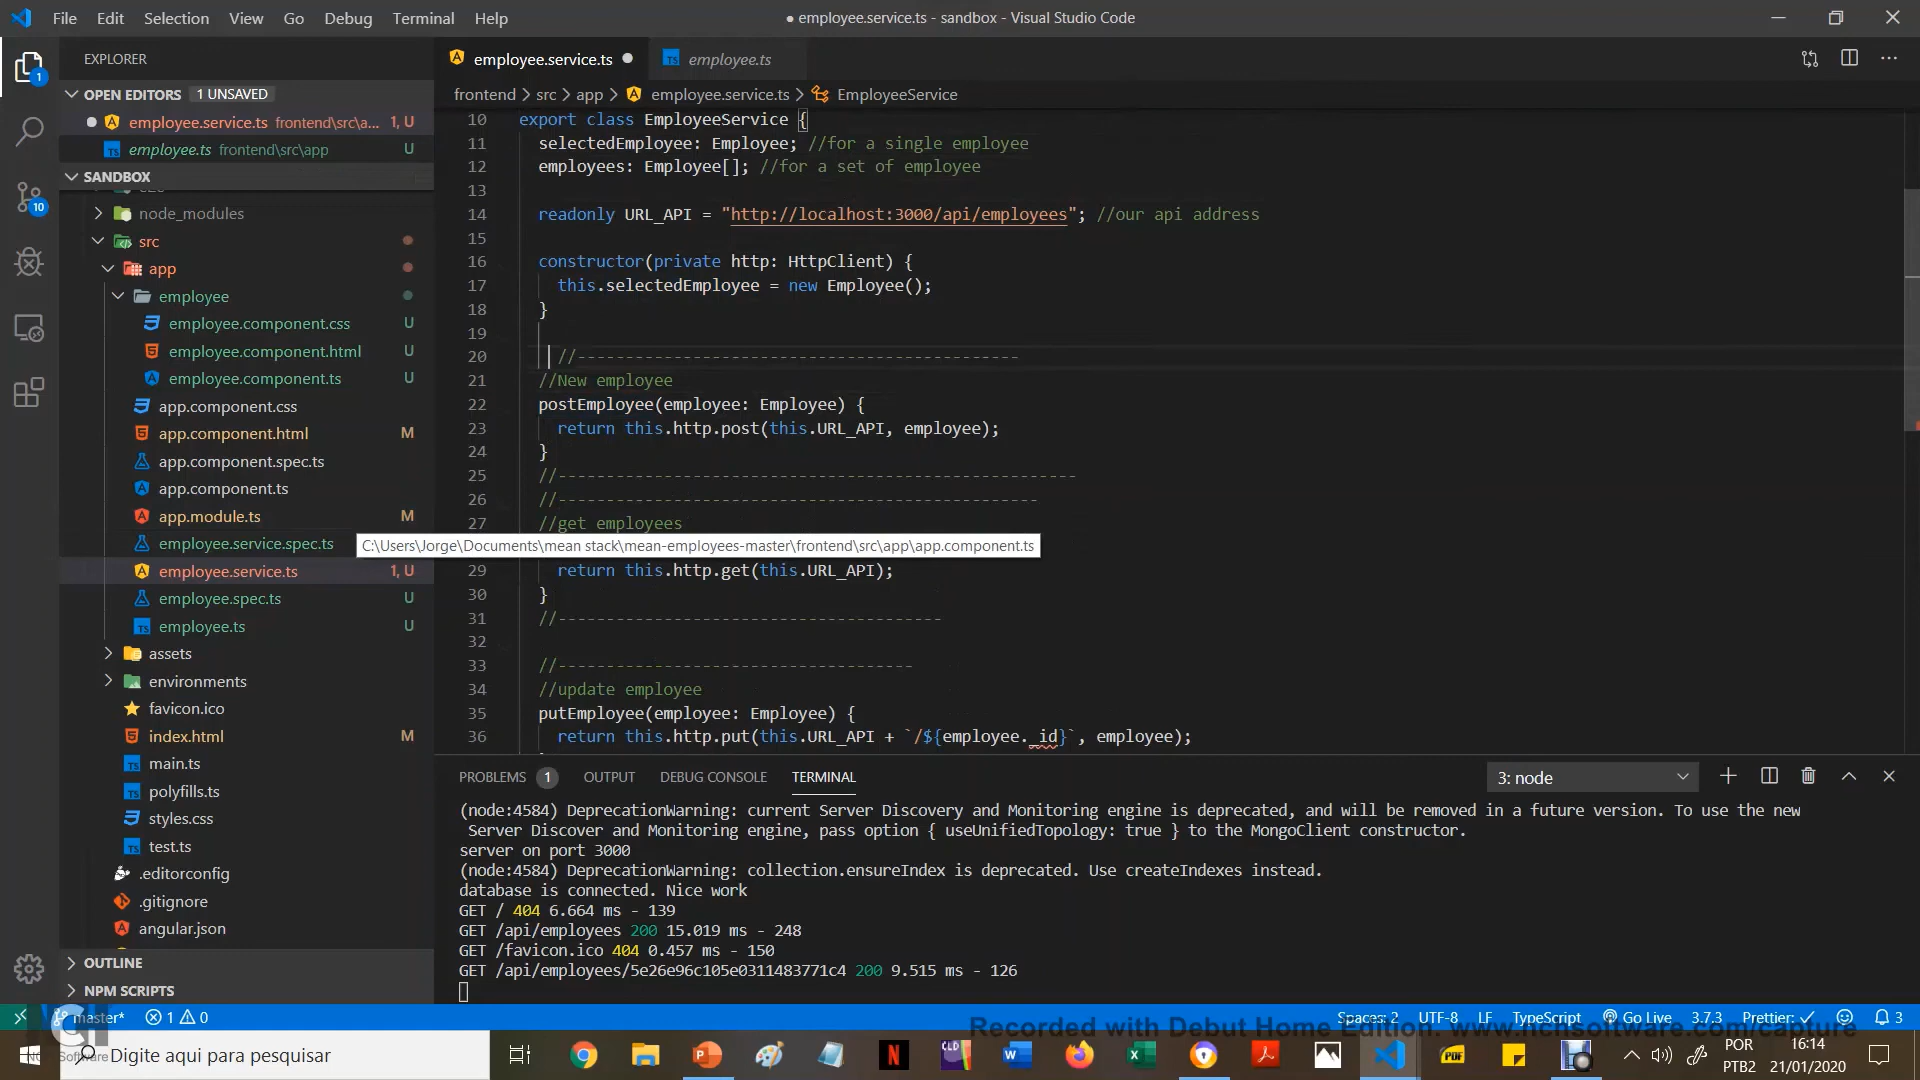 File Edit Selection View Go Debug Terminal Help
● employee.service.ts - sandbox - Visual Studio Code
EXPLORER
OPEN EDITORS 1 UNSAVED
employee.service.ts frontend\src\a... 1, U
employee.ts frontend\src\app U
SANDBOX
node_modules
src
app
employee
employee.component.css U
employee.component.html U
employee.component.ts U
app.component.css
app.component.html M
app.component.spec.ts
app.component.ts
app.module.ts M
employee.service.spec.ts
employee.service.ts 1, U
employee.spec.ts U
employee.ts U
assets
environments
favicon.ico
index.html M
main.ts
polyfills.ts
styles.css
test.ts
.editorconfig
.gitignore
angular.json
OUTLINE
NPM SCRIPTS
1
10
employee.service.ts
TS employee.ts
frontend > src > app > employee.service.ts > EmployeeService
10 export class EmployeeService {
11 selectedEmployee: Employee; //for a single employee
12 employees: Employee[]; //for a set of employee
13
14 readonly URL_API = "http://localhost:3000/api/employees"; //our api address
15
16 constructor(private http: HttpClient) {
17 this.selectedEmployee = new Employee();
18 }
19
20 //----------------------------------------------
21 //New employee
22 postEmployee(employee: Employee) {
23 return this.http.post(this.URL_API, employee);
24 }
25 //------------------------------------------------------
26 //--------------------------------------------------
27 //get employees
C:\Users\Jorge\Documents\mean stack\mean-employees-master\frontend\src\app\app.component.ts
29 return this.http.get(this.URL_API);
30 }
31 //----------------------------------------
32
33 //-------------------------------------
34 //update employee
35 putEmployee(employee: Employee) {
36 return this.http.put(this.URL_API + `/${employee._id}`, employee);
PROBLEMS 1 OUTPUT DEBUG CONSOLE TERMINAL 3: node
(node:4584) DeprecationWarning: current Server Discovery and Monitoring engine is deprecated, and will be removed in a future version. To use the new
Server Discover and Monitoring engine, pass option { useUnifiedTopology: true } to the MongoClient constructor.
server on port 3000
(node:4584) DeprecationWarning: collection.ensureIndex is deprecated. Use createIndexes instead.
database is connected. Nice work
GET / 404 6.664 ms - 139
GET /api/employees 200 15.019 ms - 248
GET /favicon.ico 404 0.457 ms - 150
GET /api/employees/5e26e96c105e0311483771c4 200 9.515 ms - 126
master* 1 0
Spaces: 2 UTF-8 LF TypeScript Go Live 3.7.3 Prettier: ✓ 3
Recorded with Debut Home Edition. www.nchsoftware.com/capture
Software
Digite aqui para pesquisar
POR
PTB2
16:14
21/01/2020